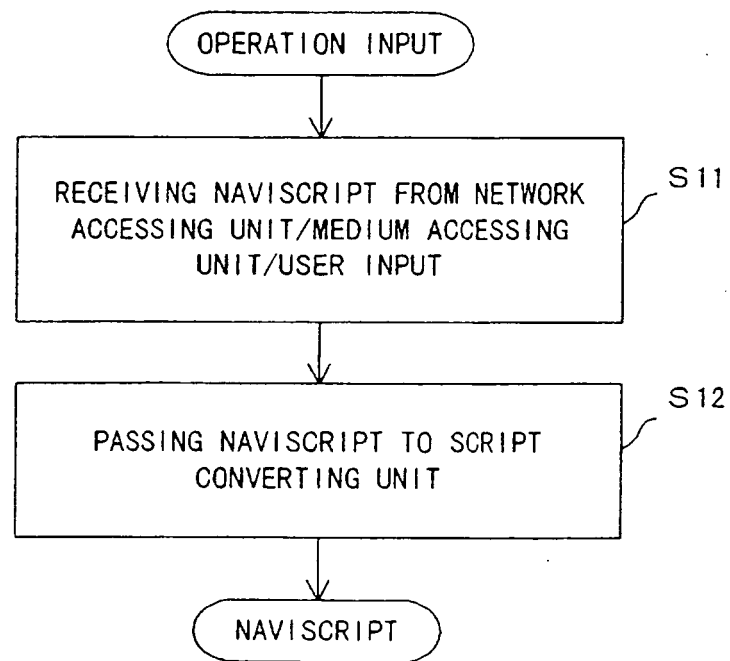 OPERATION INPUT
RECEIVING NAVISCRIPT FROM NETWORK
ACCESSING UNIT/MEDIUM ACCESSING
UNIT/USER INPUT
S11
PASSING NAVISCRIPT TO SCRIPT
CONVERTING UNIT
S12
NAVISCRIPT